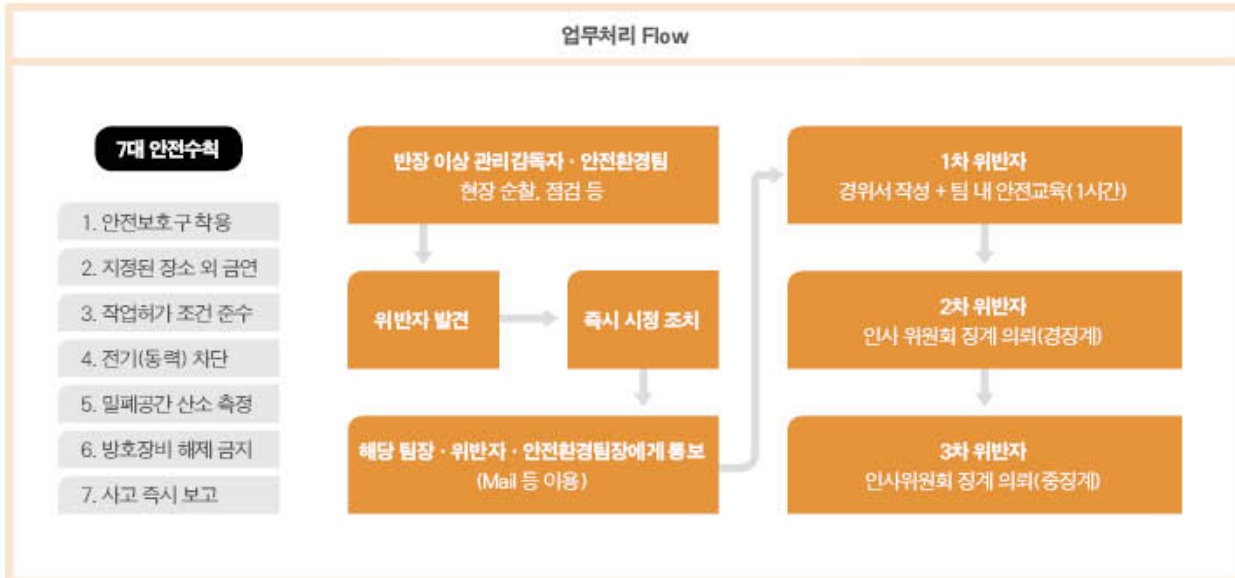 업무처리 Flow
7대 안전수칙
1. 안전보호구 착용
2. 지정된 장소 외 금연
3. 작업허가 조건 준수
4. 전기(동력) 차단
5. 밀폐공간 산소 측정
6. 방호장비 해제 금지
7. 사고 즉시 보고
반장 이상 관리감독자 · 안전환경팀
현장 순찰, 점검 등
위반자 발견
즉시 시정 조치
해당 팀장 · 위반자 · 안전환경팀장에게 통보
(Mail 등 이용)
1차 위반자
경위서 작성 + 팀 내 안전교육(1시간)
2차 위반자
인사 위원회 징계 의뢰(경징계)
3차 위반자
인사위원회 징계 의뢰(중징계)